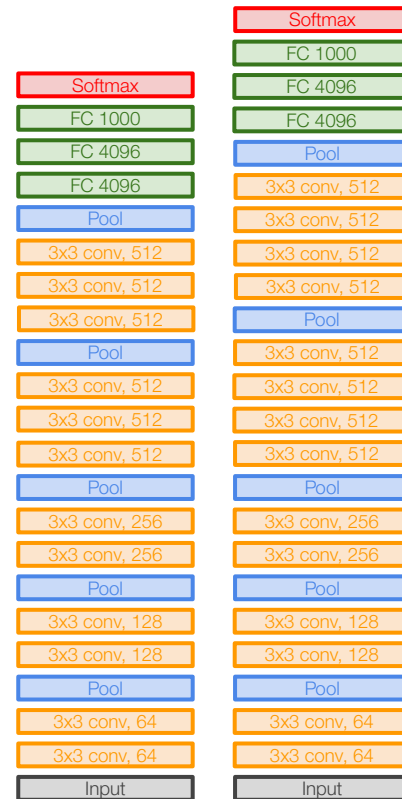 Softmax
FC 1000
FC 4096
FC 4096
Pool
3x3 conv, 512
3x3 conv, 512
3x3 conv, 512
Pool
3x3 conv, 512
3x3 conv, 512
3x3 conv, 512
Pool
3x3 conv, 256
3x3 conv, 256
Pool
3x3 conv, 128
3x3 conv, 128
Pool
3x3 conv, 64
3x3 conv, 64
Input
Softmax
FC 1000
FC 4096
FC 4096
Pool
3x3 conv, 512
3x3 conv, 512
3x3 conv, 512
3x3 conv, 512
Pool
3x3 conv, 512
3x3 conv, 512
3x3 conv, 512
3x3 conv, 512
Pool
3x3 conv, 256
3x3 conv, 256
Pool
3x3 conv, 128
3x3 conv, 128
Pool
3x3 conv, 64
3x3 conv, 64
Input